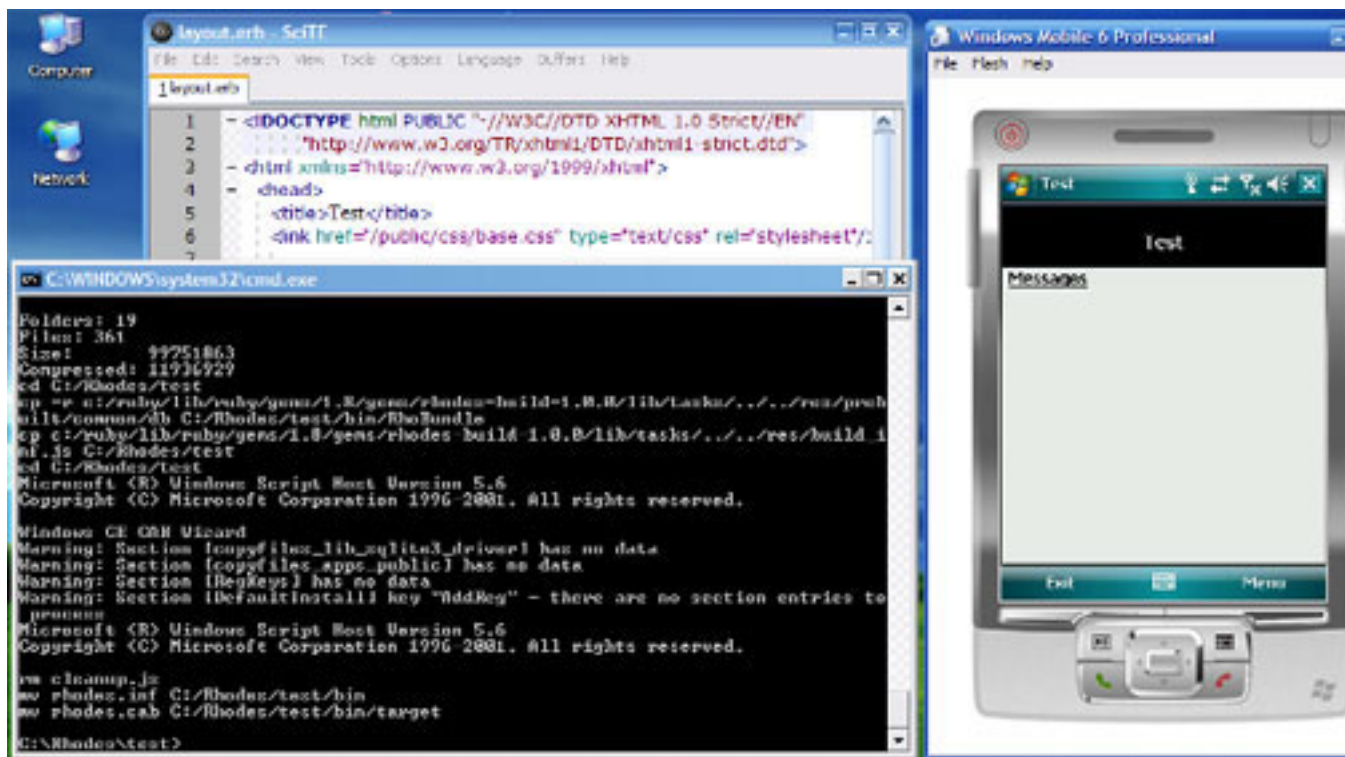 Computer
Network
layout.erb - SciTE
File Edit Search View Tools Options Language Buffers Help
1 layout.erb
1 - <!DOCTYPE html PUBLIC "-//W3C//DTD XHTML 1.0 Strict//EN"
2 "http://www.w3.org/TR/xhtml1/DTD/xhtml1-strict.dtd">
3 - <html xmlns="http://www.w3.org/1999/xhtml">
4 - <head>
5 <title>Test</title>
6 <link href="/public/css/base.css" type="text/css" rel="stylesheet"/>
7
C:\WINDOWS\system32\cmd.exe
Folders: 19
Files: 361
Size: 99751863
Compressed: 11936929
cd C:/Rhodes/test
cp -r c:/ruby/lib/ruby/gems/1.8/gems/rhodes-build-1.0.0/lib/tasks/../../res/preb
uilt/common/db C:/Rhodes/test/bin/RhoBundle
cp c:/ruby/lib/ruby/gems/1.8/gems/rhodes-build-1.0.0/lib/tasks/../../res/build_i
nf.js C:/Rhodes/test
cd C:/Rhodes/test
Microsoft (R) Windows Script Host Version 5.6
Copyright (C) Microsoft Corporation 1996-2001. All rights reserved.
Windows CE CAB Wizard
Warning: Section [copyfiles_lib_sqlite3_driver] has no data
Warning: Section [copyfiles_apps_public] has no data
Warning: Section [RegKeys] has no data
Warning: Section [DefaultInstall] key "AddReg" - there are no section entries to
process
Microsoft (R) Windows Script Host Version 5.6
Copyright (C) Microsoft Corporation 1996-2001. All rights reserved.
rm cleanup.js
mv rhodes.inf C:/Rhodes/test/bin
mv rhodes.cab C:/Rhodes/test/bin/target
C:\Rhodes\test>
Windows Mobile 6 Professional
File Flash Help
Test
Test
Messages
Exit Menu